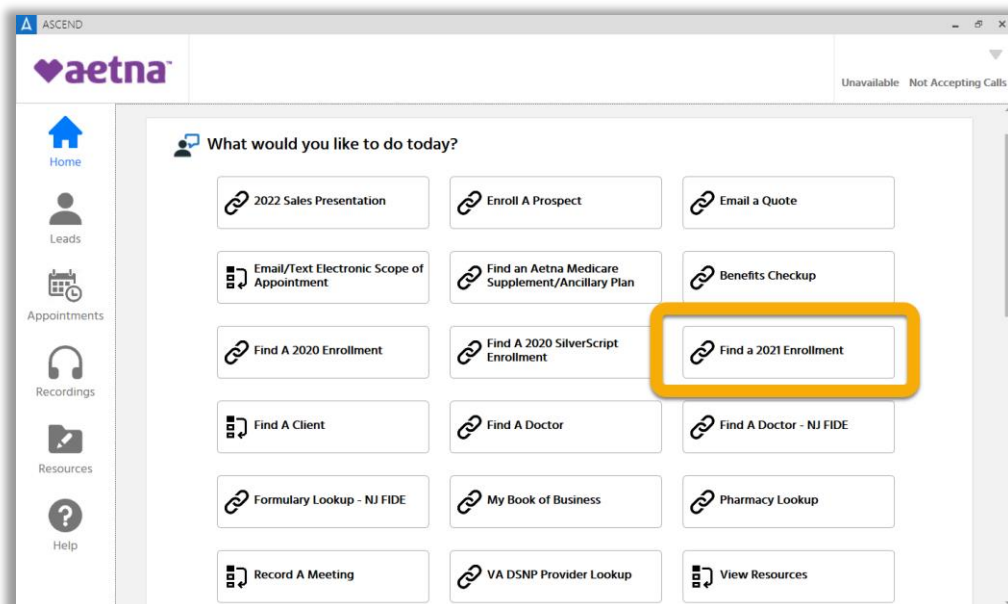 ASCEND
aetna™
Unavailable Not Accepting Calls
Home
Leads
Appointments
Recordings
Resources
Help
What would you like to do today?
2022 Sales Presentation
Enroll A Prospect
Email a Quote
Email/Text Electronic Scope of
Appointment
Find an Aetna Medicare
Supplement/Ancillary Plan
Benefits Checkup
Find A 2020 Enrollment
Find A 2020 SilverScript
Enrollment
Find a 2021 Enrollment
Find A Client
Find A Doctor
Find A Doctor - NJ FIDE
Formulary Lookup - NJ FIDE
My Book of Business
Pharmacy Lookup
Record A Meeting
VA DSNP Provider Lookup
View Resources